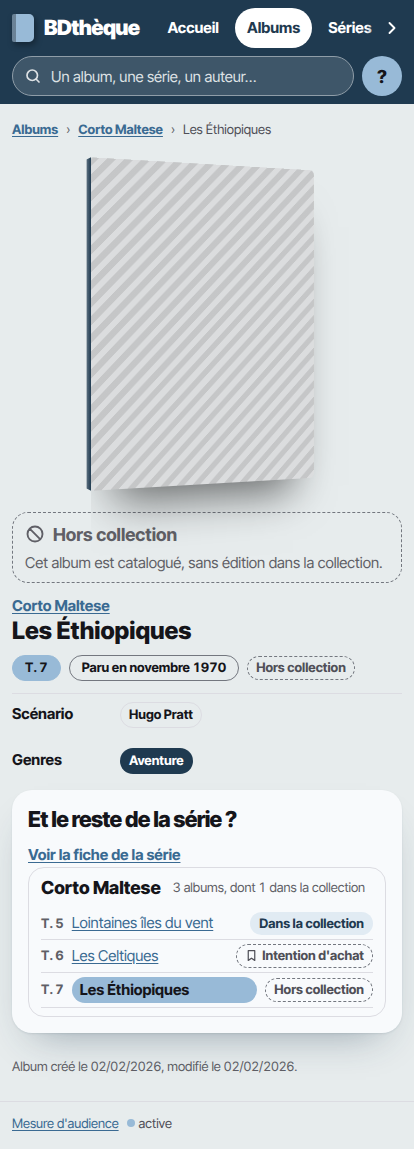 BDthèque Accueil Albums Séries
Un album, une série, un auteur... ?
Albums › Corto Maltese › Les Éthiopiques
Hors collection
Cet album est catalogué, sans édition dans la collection.
Corto Maltese
Les Éthiopiques
T. 7 Paru en novembre 1970 Hors collection
Scénario Hugo Pratt
Genres Aventure
Et le reste de la série ?
Voir la fiche de la série
Corto Maltese 3 albums, dont 1 dans la collection
T. 5 Lointaines îles du vent Dans la collection
T. 6 Les Celtiques Intention d'achat
T. 7 Les Éthiopiques Hors collection
Album créé le 02/02/2026, modifié le 02/02/2026.
Mesure d'audience active